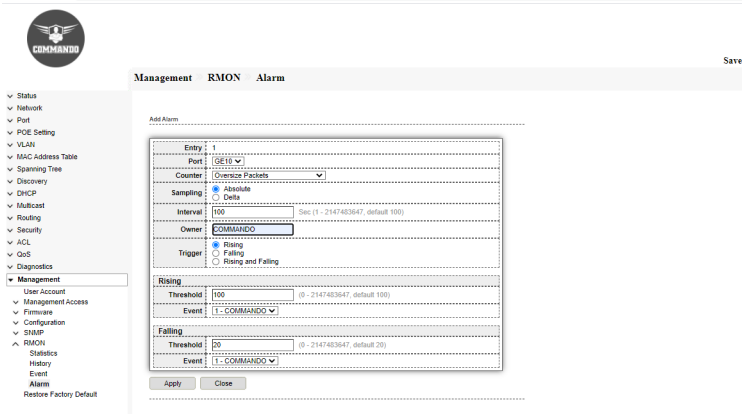 COMMANDO
Save
Management RMON Alarm
Status
Network
Port
POE Setting
VLAN
MAC Address Table
Spanning Tree
Discovery
DHCP
Multicast
Routing
Security
ACL
QoS
Diagnostics
Management
User Account
Management Access
Firmware
Configuration
SNMP
RMON
Statistics
History
Event
Alarm
Restore Factory Default
Add Alarm
Entry 1
Port GE10
Counter Oversize Packets
Sampling Absolute
Delta
Interval 100 Sec (1 - 2147483647, default 100)
Owner COMMANDO
Trigger Rising
Falling
Rising and Falling
Rising
Threshold 100 (0 - 2147483647, default 100)
Event 1 - COMMANDO
Falling
Threshold 20 (0 - 2147483647, default 20)
Event 1 - COMMANDO
Apply Close